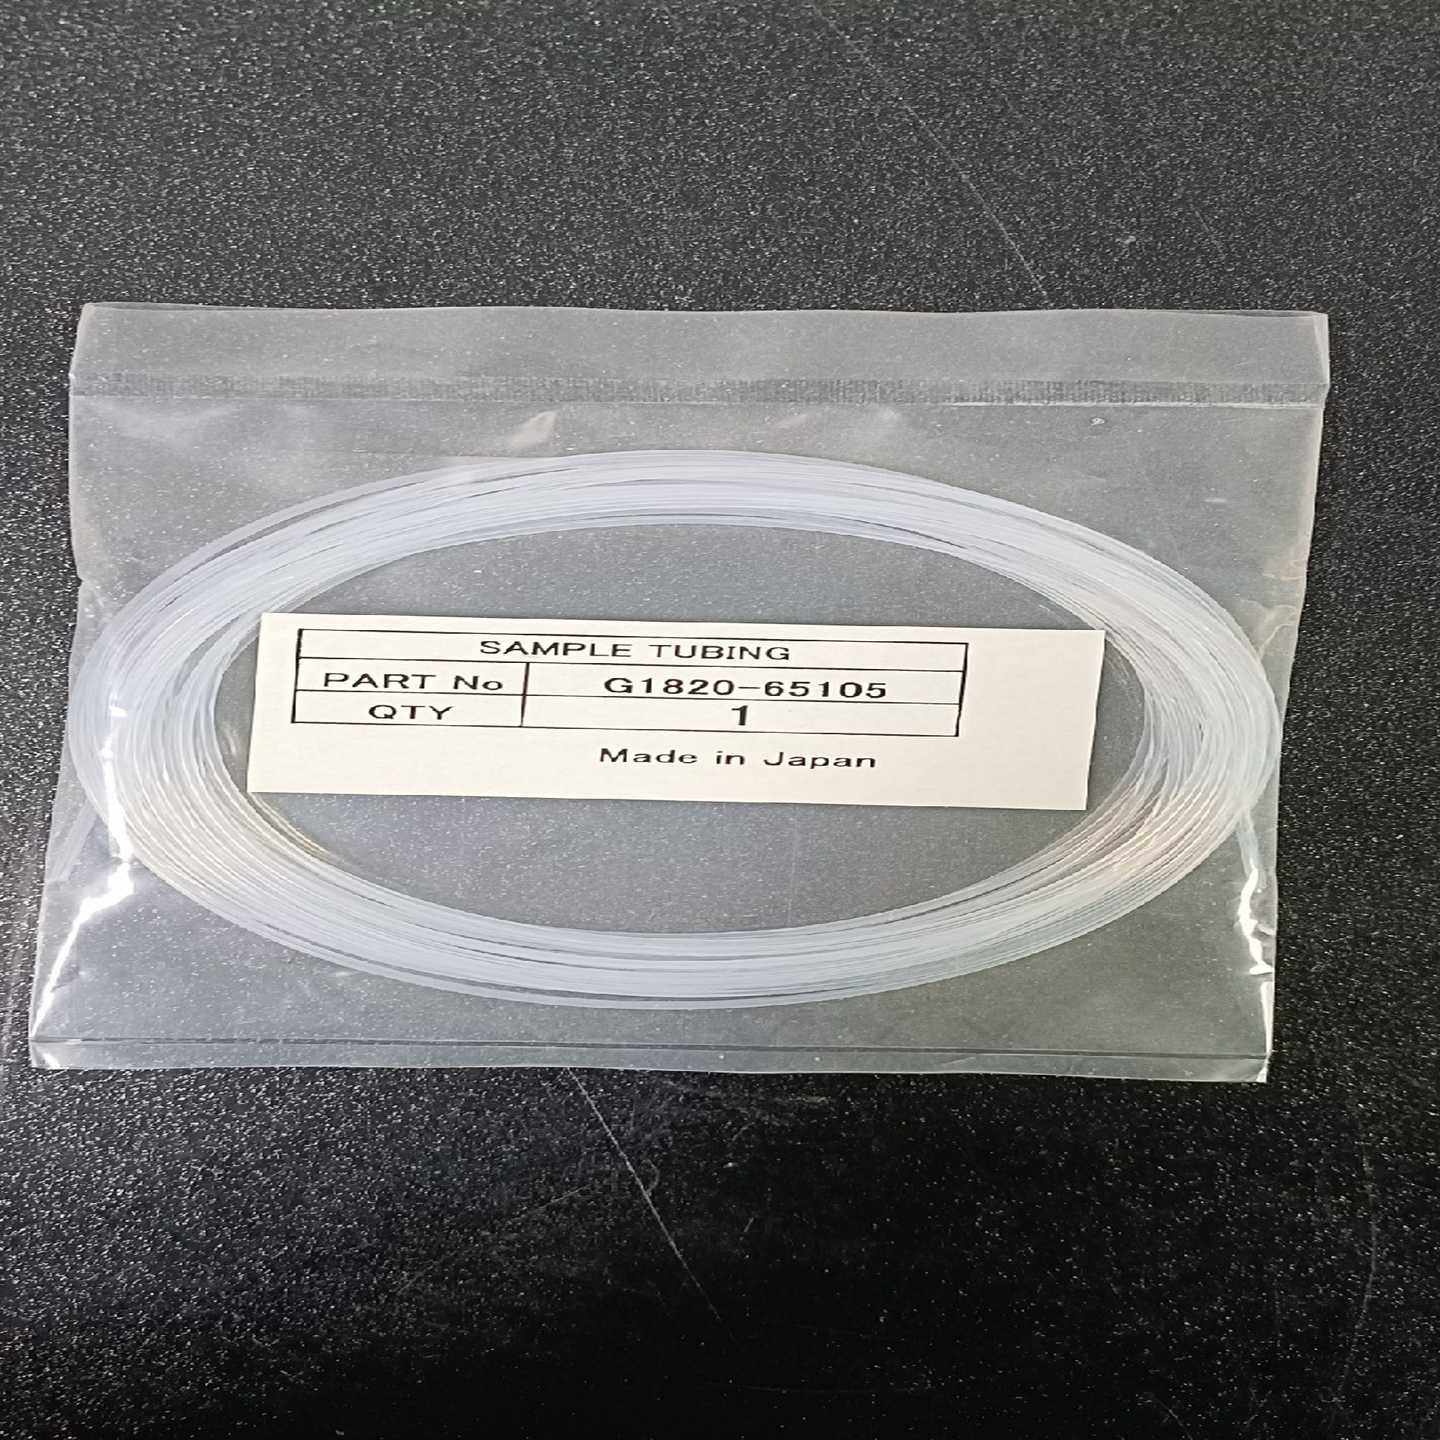 SAMPLE TUBING
PART No G1820-65105
QTY 1
Made in Japan